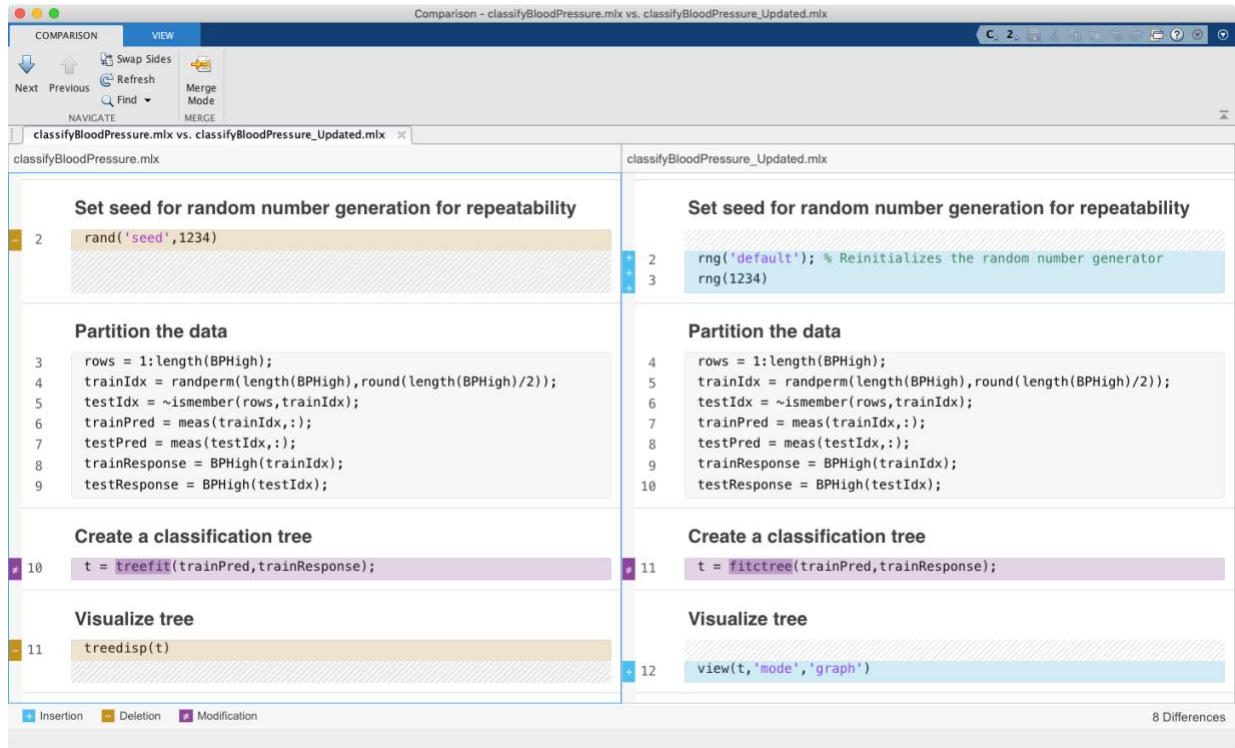 Comparison - classifyBloodPressure.mlx vs. classifyBloodPressure_Updated.mlx
COMPARISON VIEW
Next Previous
Swap Sides
Refresh
Find
Merge Mode
NAVIGATE MERGE
classifyBloodPressure.mlx vs. classifyBloodPressure_Updated.mlx
classifyBloodPressure.mlx
Set seed for random number generation for repeatability
2 rand('seed',1234)
Partition the data
3 rows = 1:length(BPHigh);
4 trainIdx = randperm(length(BPHigh),round(length(BPHigh)/2));
5 testIdx = ~ismember(rows,trainIdx);
6 trainPred = meas(trainIdx,:);
7 testPred = meas(testIdx,:);
8 trainResponse = BPHigh(trainIdx);
9 testResponse = BPHigh(testIdx);
Create a classification tree
10 t = treefit(trainPred,trainResponse);
Visualize tree
11 treedisp(t)
classifyBloodPressure_Updated.mlx
Set seed for random number generation for repeatability
2 rng('default'); % Reinitializes the random number generator
3 rng(1234)
Partition the data
4 rows = 1:length(BPHigh);
5 trainIdx = randperm(length(BPHigh),round(length(BPHigh)/2));
6 testIdx = ~ismember(rows,trainIdx);
7 trainPred = meas(trainIdx,:);
8 testPred = meas(testIdx,:);
9 trainResponse = BPHigh(trainIdx);
10 testResponse = BPHigh(testIdx);
Create a classification tree
11 t = fitctree(trainPred,trainResponse);
Visualize tree
12 view(t,'mode','graph')
Insertion Deletion Modification
8 Differences